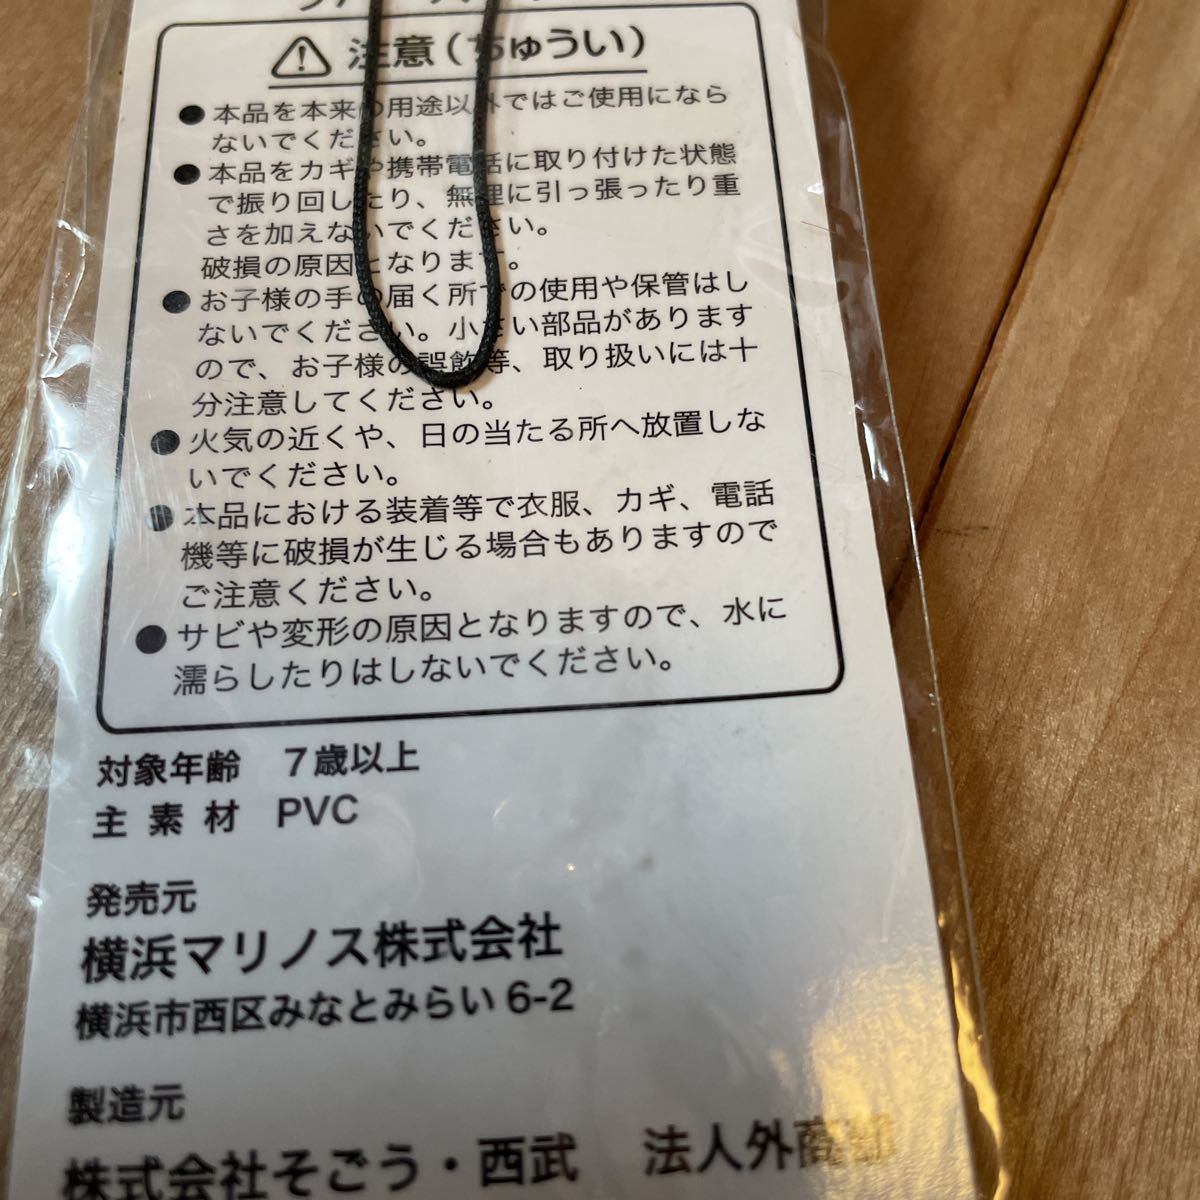 注意(ちゅうい)
●本品を本来の用途以外ではご使用になら
ないでください。
●本品をカギや携帯電話に取り付けた状態
で振り回したり、無理に引っ張ったり重
さを加えないでください。
破損の原因となります。
●お子様の手の届く所での使用や保管はし
ないでください。小さい部品があります
ので、お子様の誤飲等、取り扱いには十
分注意してください。
●火気の近くや、日の当たる所へ放置しな
いでください。
●本品における装着等で衣服、カギ、電話
機等に破損が生じる場合もありますので
ご注意ください。
●サビや変形の原因となりますので、水に
濡らしたりはしないでください。
対象年齢 7歳以上
主素材 PVC
発売元
横浜マリノス株式会社
横浜市西区みなとみらい6-2
製造元
株式会社そごう・西武 法人外商部